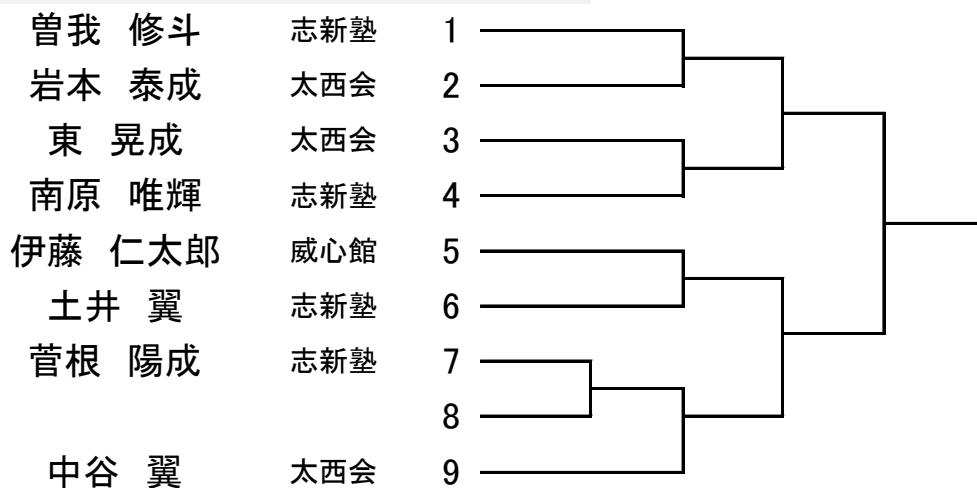 曽我 修斗 志新塾 1
岩本 泰成 太西会 2
東 晃成 太西会 3
南原 唯輝 志新塾 4
伊藤 仁太郎 威心館 5
土井 翼 志新塾 6
菅根 陽成 志新塾 7
8
中谷 翼 太西会 9